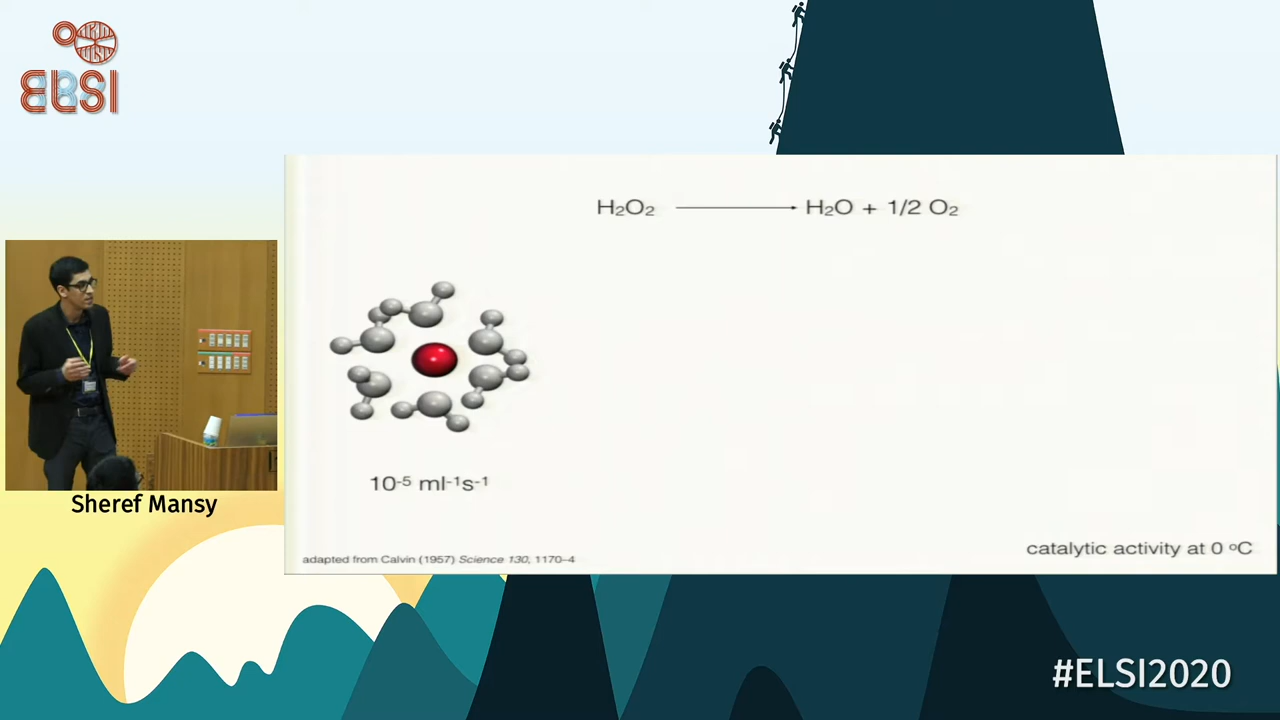 ELSI
H₂O₂ → H₂O + 1/2 O₂
10⁻⁵ ml⁻¹s⁻¹
Sheref Mansy
adapted from Calvin (1957) Science 130, 1170–4
catalytic activity at 0 ºC
#ELSI2020